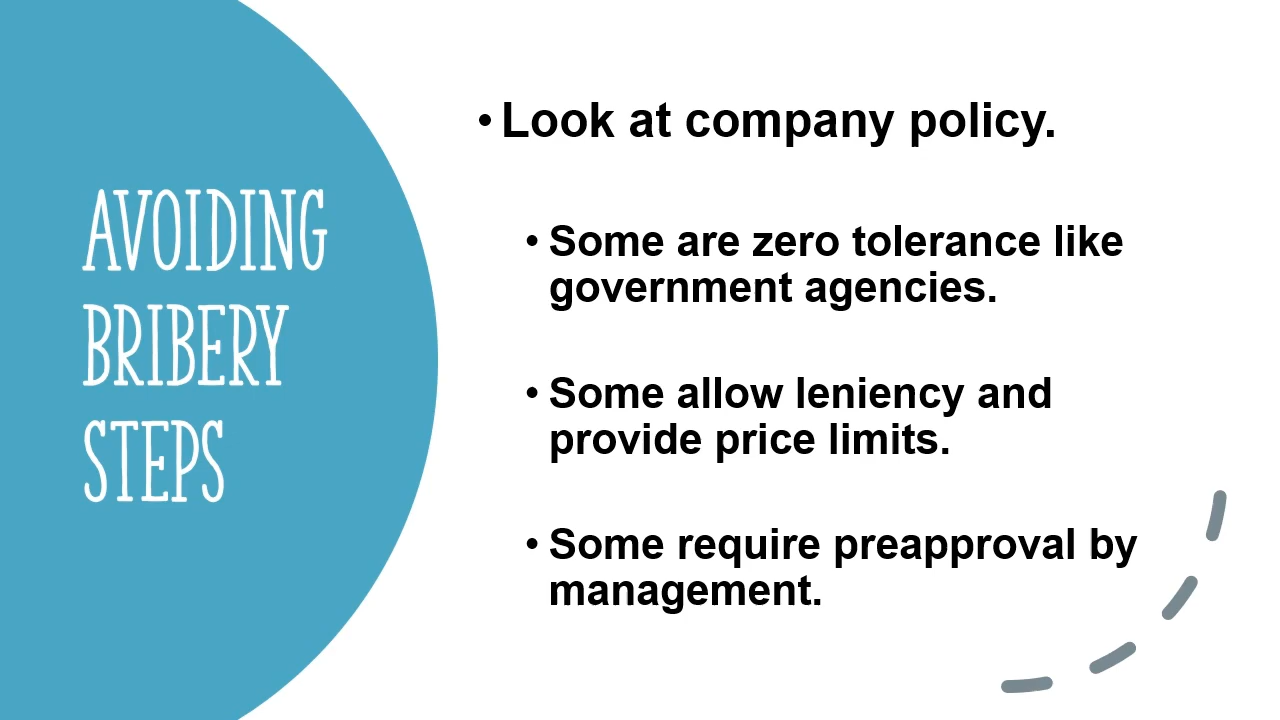 AVOIDING
BRIBERY
STEPS
• Look at company policy.
• Some are zero tolerance like
government agencies.
• Some allow leniency and
provide price limits.
• Some require preapproval by
management.